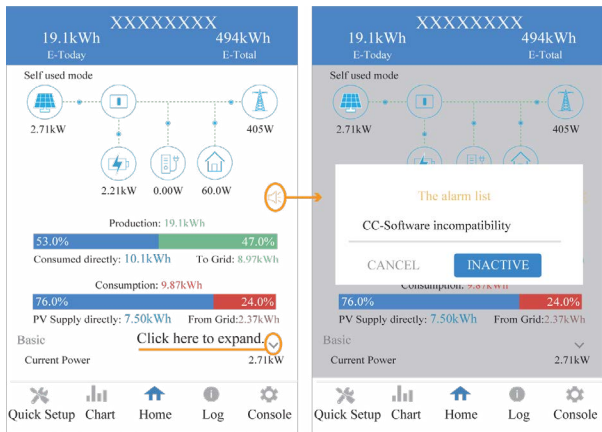 XXXXXXXX
19.1kWh 494kWh
E-Today E-Total
Self used mode
2.71kW 405W
2.21kW 0.00W 60.0W
Production: 19.1kWh
53.0% 47.0%
Consumed directly: 10.1kWh To Grid: 8.97kWh
Consumption: 9.87kWh
76.0% 24.0%
PV Supply directly: 7.50kWh From Grid:2.37kWh
Basic Click here to expand.
Current Power 2.71kW
Quick Setup Chart Home Log Console
XXXXXXXX
19.1kWh 494kWh
E-Today E-Total
Self used mode
2.71kW 405W
The alarm list
CC-Software incompatibility
CANCEL INACTIVE
Consumption: 9.87kWh
76.0% 24.0%
PV Supply directly: 7.50kWh From Grid:2.37kWh
Basic
Current Power 2.71kW
Quick Setup Chart Home Log Console